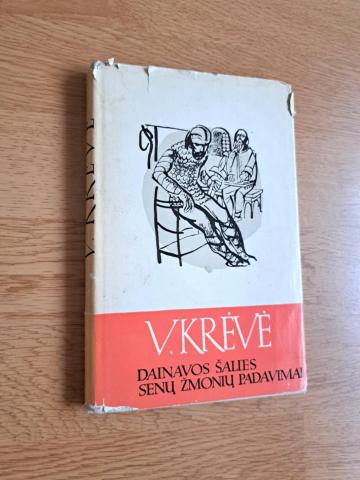 V. KRĖVĖ
V. KRĖVĖ
DAINAVOS ŠALIES
SENŲ ŽMONIŲ PADAVIMAI